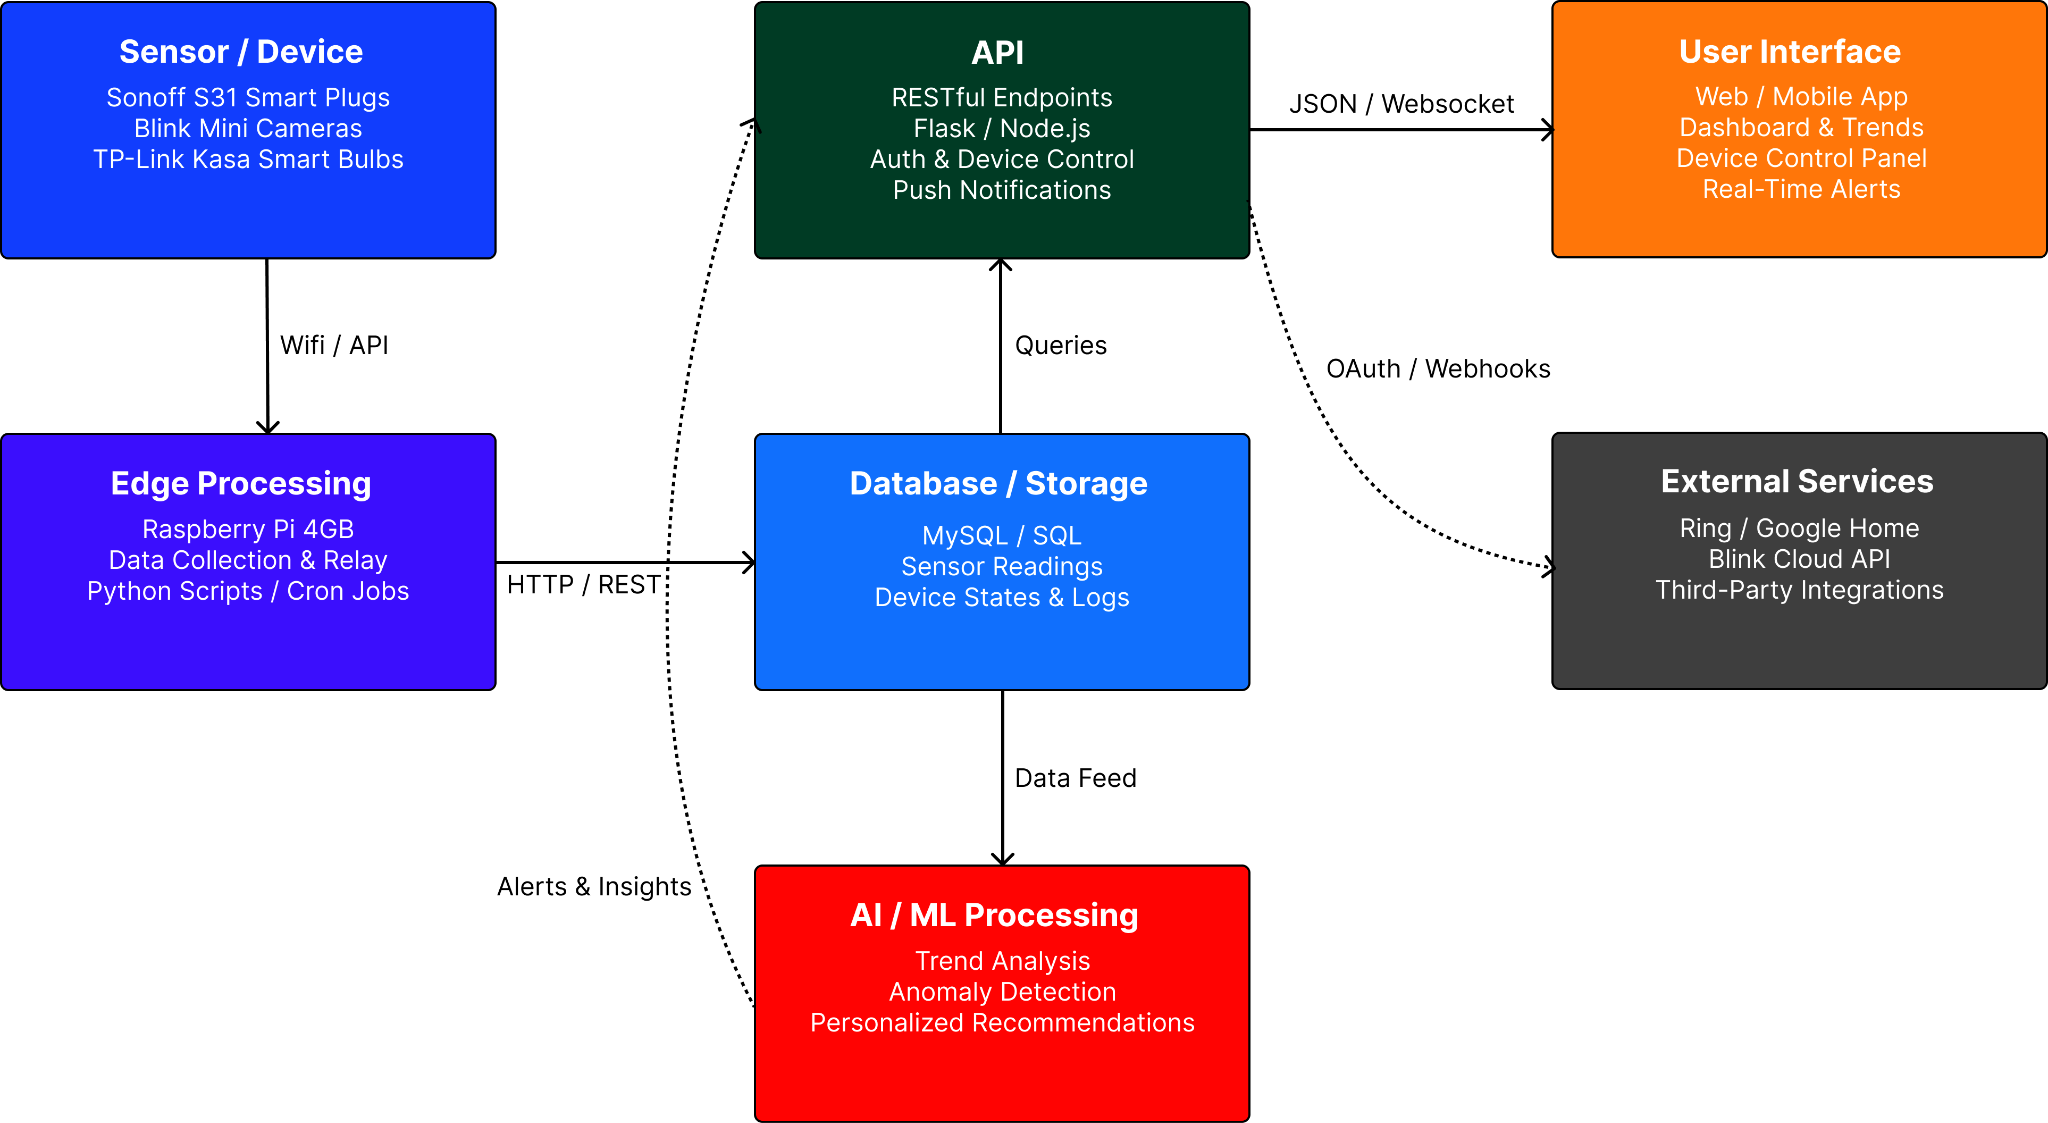 Sensor / Device
Sonoff S31 Smart Plugs
Blink Mini Cameras
TP-Link Kasa Smart Bulbs
API
RESTful Endpoints
Flask / Node.js
Auth & Device Control
Push Notifications
JSON / Websocket
User Interface
Web / Mobile App
Dashboard & Trends
Device Control Panel
Real-Time Alerts
Wifi / API
Queries
OAuth / Webhooks
Edge Processing
Raspberry Pi 4GB
Data Collection & Relay
Python Scripts / Cron Jobs
HTTP / REST
Database / Storage
MySQL / SQL
Sensor Readings
Device States & Logs
External Services
Ring / Google Home
Blink Cloud API
Third-Party Integrations
Data Feed
Alerts & Insights
AI / ML Processing
Trend Analysis
Anomaly Detection
Personalized Recommendations